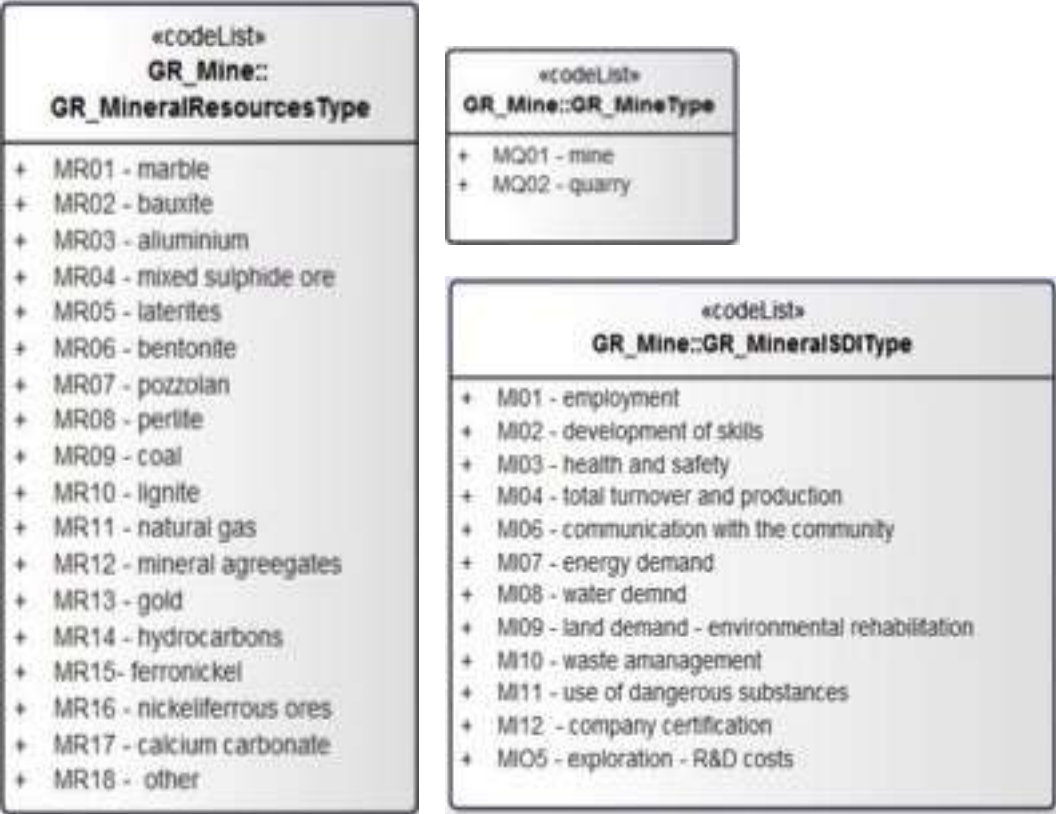 «codeList»
GR_Mine::
GR_MineralResourcesType
+ MR01 - marble
+ MR02 - bauxite
+ MR03 - alluminium
+ MR04 - mixed sulphide ore
+ MR05 - laterites
+ MR06 - bentonite
+ MR07 - pozzolan
+ MR08 - perlite
+ MR09 - coal
+ MR10 - lignite
+ MR11 - natural gas
+ MR12 - mineral agreegates
+ MR13 - gold
+ MR14 - hydrocarbons
+ MR15- ferronickel
+ MR16 - nickeliferrous ores
+ MR17 - calcium carbonate
+ MR18 - other
«codeList»
GR_Mine::GR_MineType
+ MQ01 - mine
+ MQ02 - quarry
«codeList»
GR_Mine::GR_MineralSDIType
+ MI01 - employment
+ MI02 - development of skills
+ MI03 - health and safety
+ MI04 - total turnover and production
+ MI06 - communication with the community
+ MI07 - energy demand
+ MI08 - water demnd
+ MI09 - land demand - environmental rehabilitation
+ MI10 - waste amanagement
+ MI11 - use of dangerous substances
+ MI12 - company certification
+ MIO5 - exploration - R&D costs